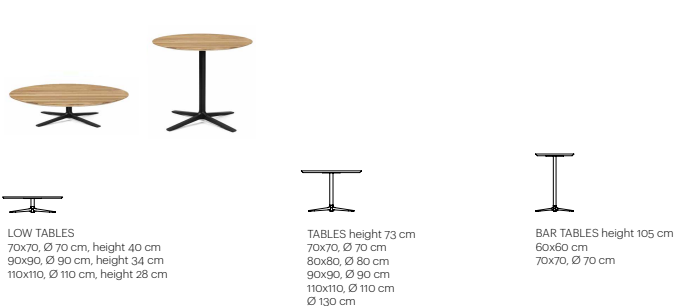 LOW TABLES
70x70, Ø 70 cm, height 40 cm
90x90, Ø 90 cm, height 34 cm
110x110, Ø 110 cm, height 28 cm
TABLES height 73 cm
70x70, Ø 70 cm
80x80, Ø 80 cm
90x90, Ø 90 cm
110x110, Ø 110 cm
Ø 130 cm
BAR TABLES height 105 cm
60x60 cm
70x70, Ø 70 cm